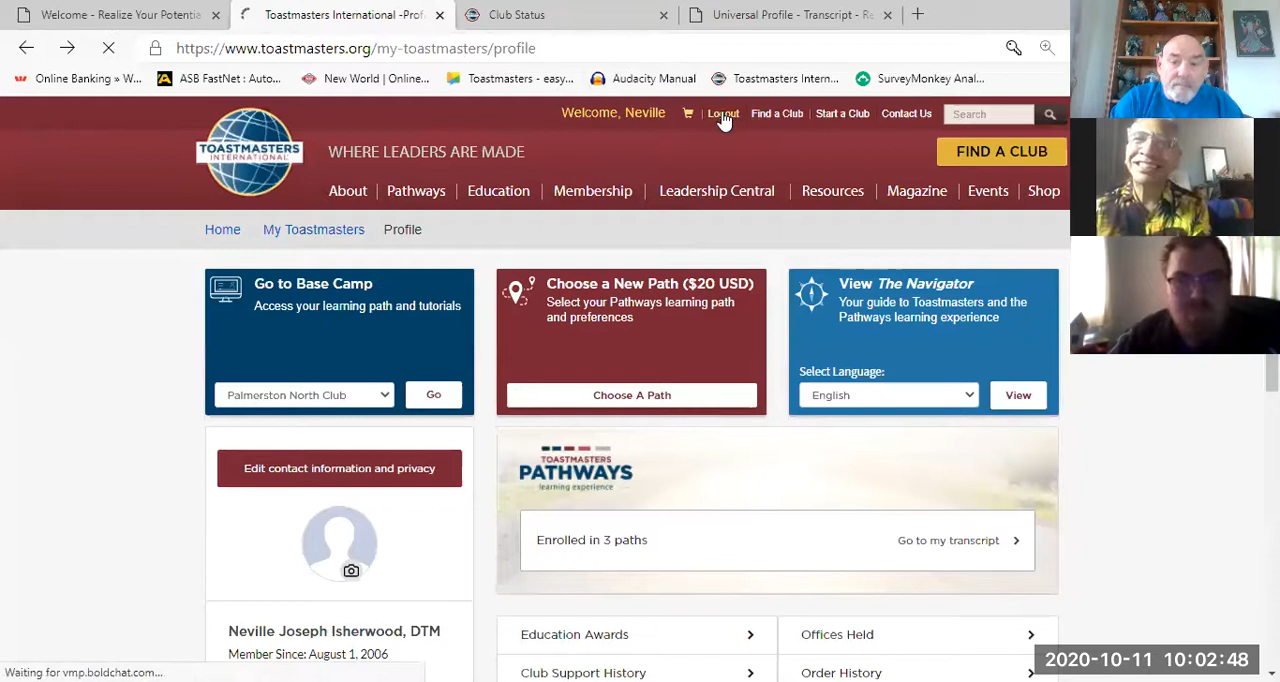 Welcome - Realize Your Potentia
Toastmasters International -Prof
Club Status
Universal Profile - Transcript - Re
https://www.toastmasters.org/my-toastmasters/profile
Online Banking » W...
ASB FastNet : Auto...
New World | Online...
Toastmasters - easy...
Audacity Manual
Toastmasters Intern...
SurveyMonkey Anal...
Welcome, Neville
Logout
Find a Club
Start a Club
Contact Us
Search
TOASTMASTERS
INTERNATIONAL
WHERE LEADERS ARE MADE
FIND A CLUB
About
Pathways
Education
Membership
Leadership Central
Resources
Magazine
Events
Shop
Home
My Toastmasters
Profile
Go to Base Camp
Access your learning path and tutorials
Palmerston North Club
Go
Choose a New Path ($20 USD)
Select your Pathways learning path
and preferences
Choose A Path
View The Navigator
Your guide to Toastmasters and the
Pathways learning experience
Select Language:
English
View
Edit contact information and privacy
TOASTMASTERS
PATHWAYS
learning experience
Enrolled in 3 paths
Go to my transcript
Neville Joseph Isherwood, DTM
Member Since: August 1, 2006
Education Awards
Offices Held
Club Support History
Order History
Waiting for vmp.boldchat.com...
2020-10-11 10:02:48